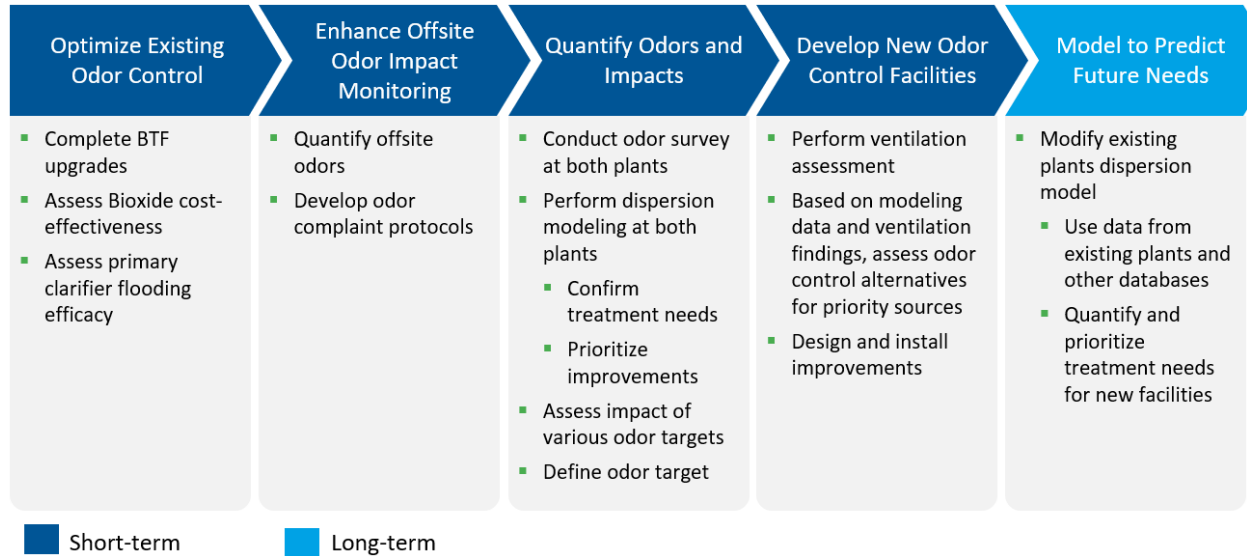 Optimize Existing
Odor Control
Enhance Offsite
Odor Impact
Monitoring
Quantify Odors and
Impacts
Develop New Odor
Control Facilities
Model to Predict
Future Needs
Complete BTF
upgrades
Assess Bioxide cost-
effectiveness
Assess primary
clarifier flooding
efficacy
Quantify offsite
odors
Develop odor
complaint protocols
Conduct odor survey
at both plants
Perform dispersion
modeling at both
plants
Confirm
treatment needs
Prioritize
improvements
Assess impact of
various odor targets
Define odor target
Perform ventilation
assessment
Based on modeling
data and ventilation
findings, assess odor
control alternatives
for priority sources
Design and install
improvements
Modify existing
plants dispersion
model
Use data from
existing plants and
other databases
Quantify and
prioritize
treatment needs
for new facilities
Short-term
Long-term